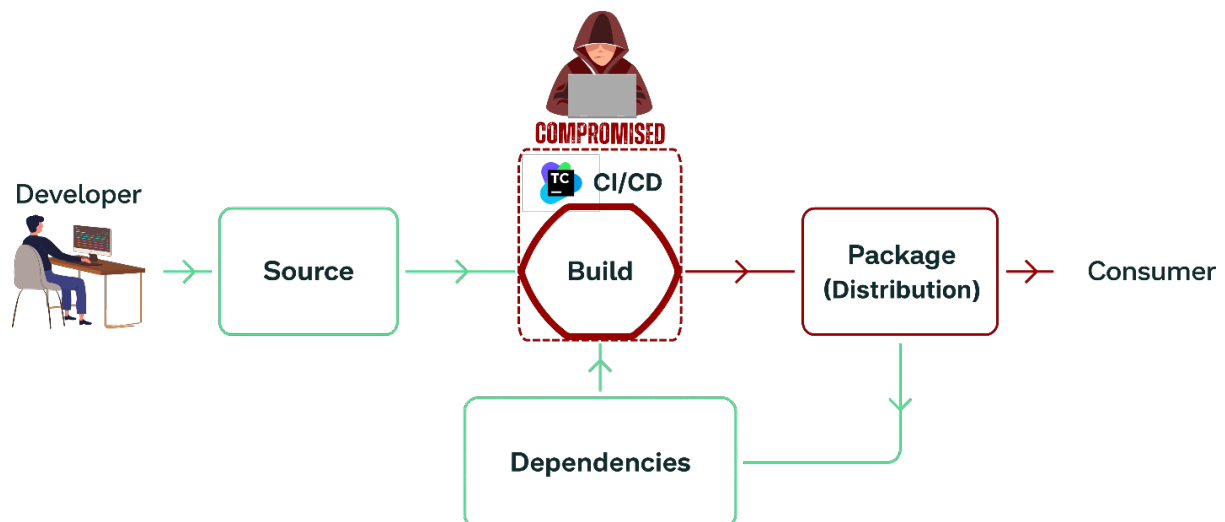 COMPROMISED
TC
CI/CD
Developer
Source
Build
Package
(Distribution)
Consumer
Dependencies